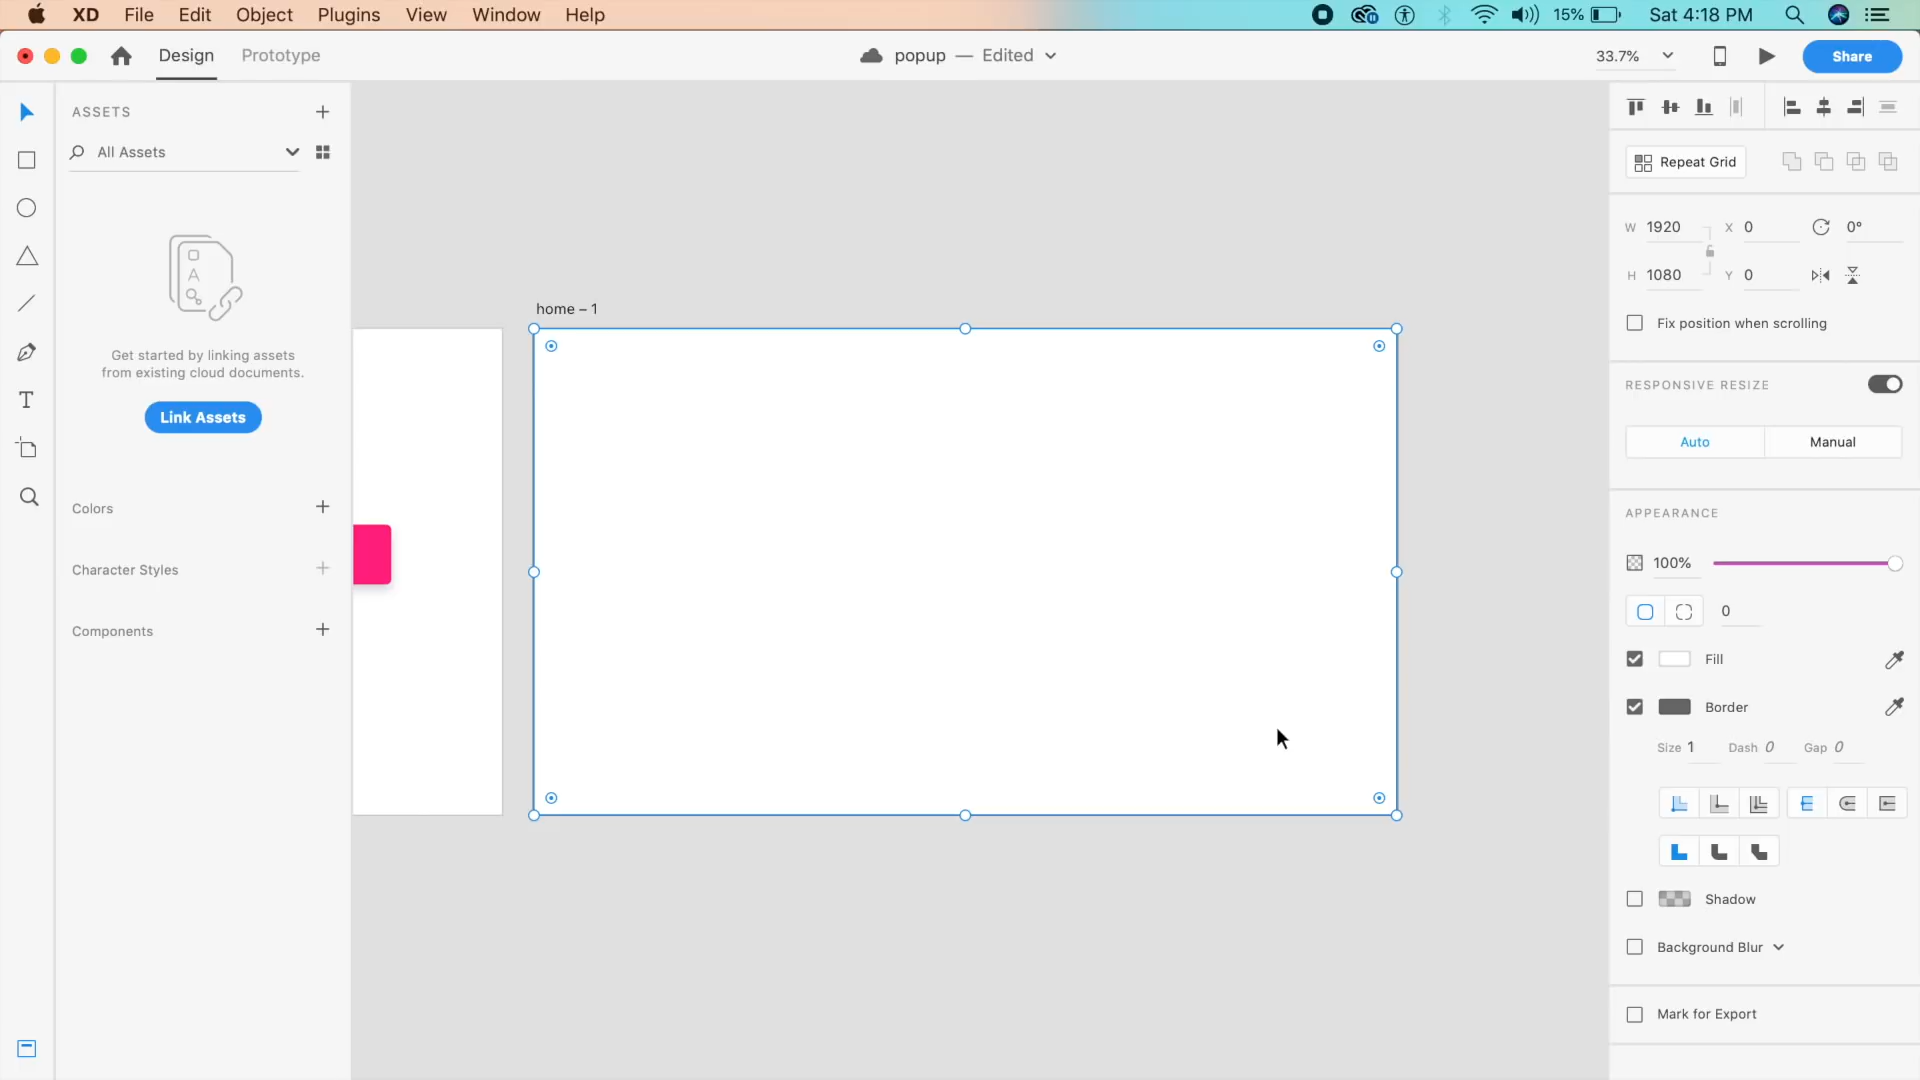 XD File Edit Object Plugins View Window Help 15% Sat 4:18 PM
Design Prototype popup — Edited 33.7% Share
ASSETS
All Assets
Get started by linking assets
from existing cloud documents.
Link Assets
Colors
Character Styles
Components
home – 1
Repeat Grid
W 1920 X 0 0°
H 1080 Y 0
Fix position when scrolling
RESPONSIVE RESIZE
Auto Manual
APPEARANCE
100%
0
Fill
Border
Size 1 Dash 0 Gap 0
Shadow
Background Blur
Mark for Export